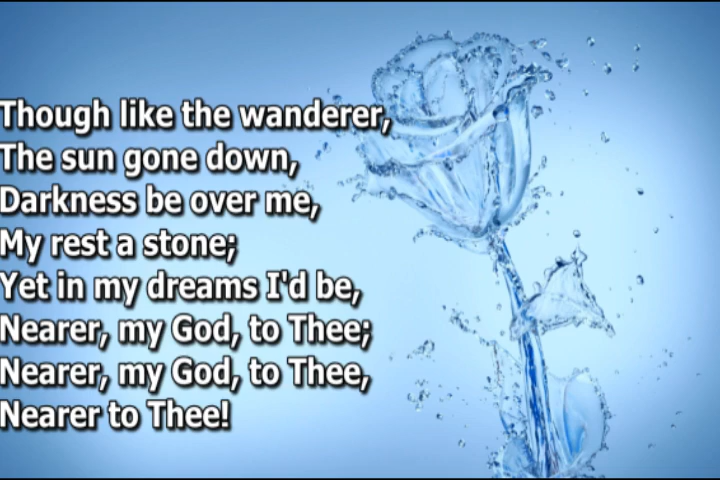 Though like the wanderer,
The sun gone down,
Darkness be over me,
My rest a stone;
Yet in my dreams I'd be,
Nearer, my God, to Thee;
Nearer, my God, to Thee,
Nearer to Thee!